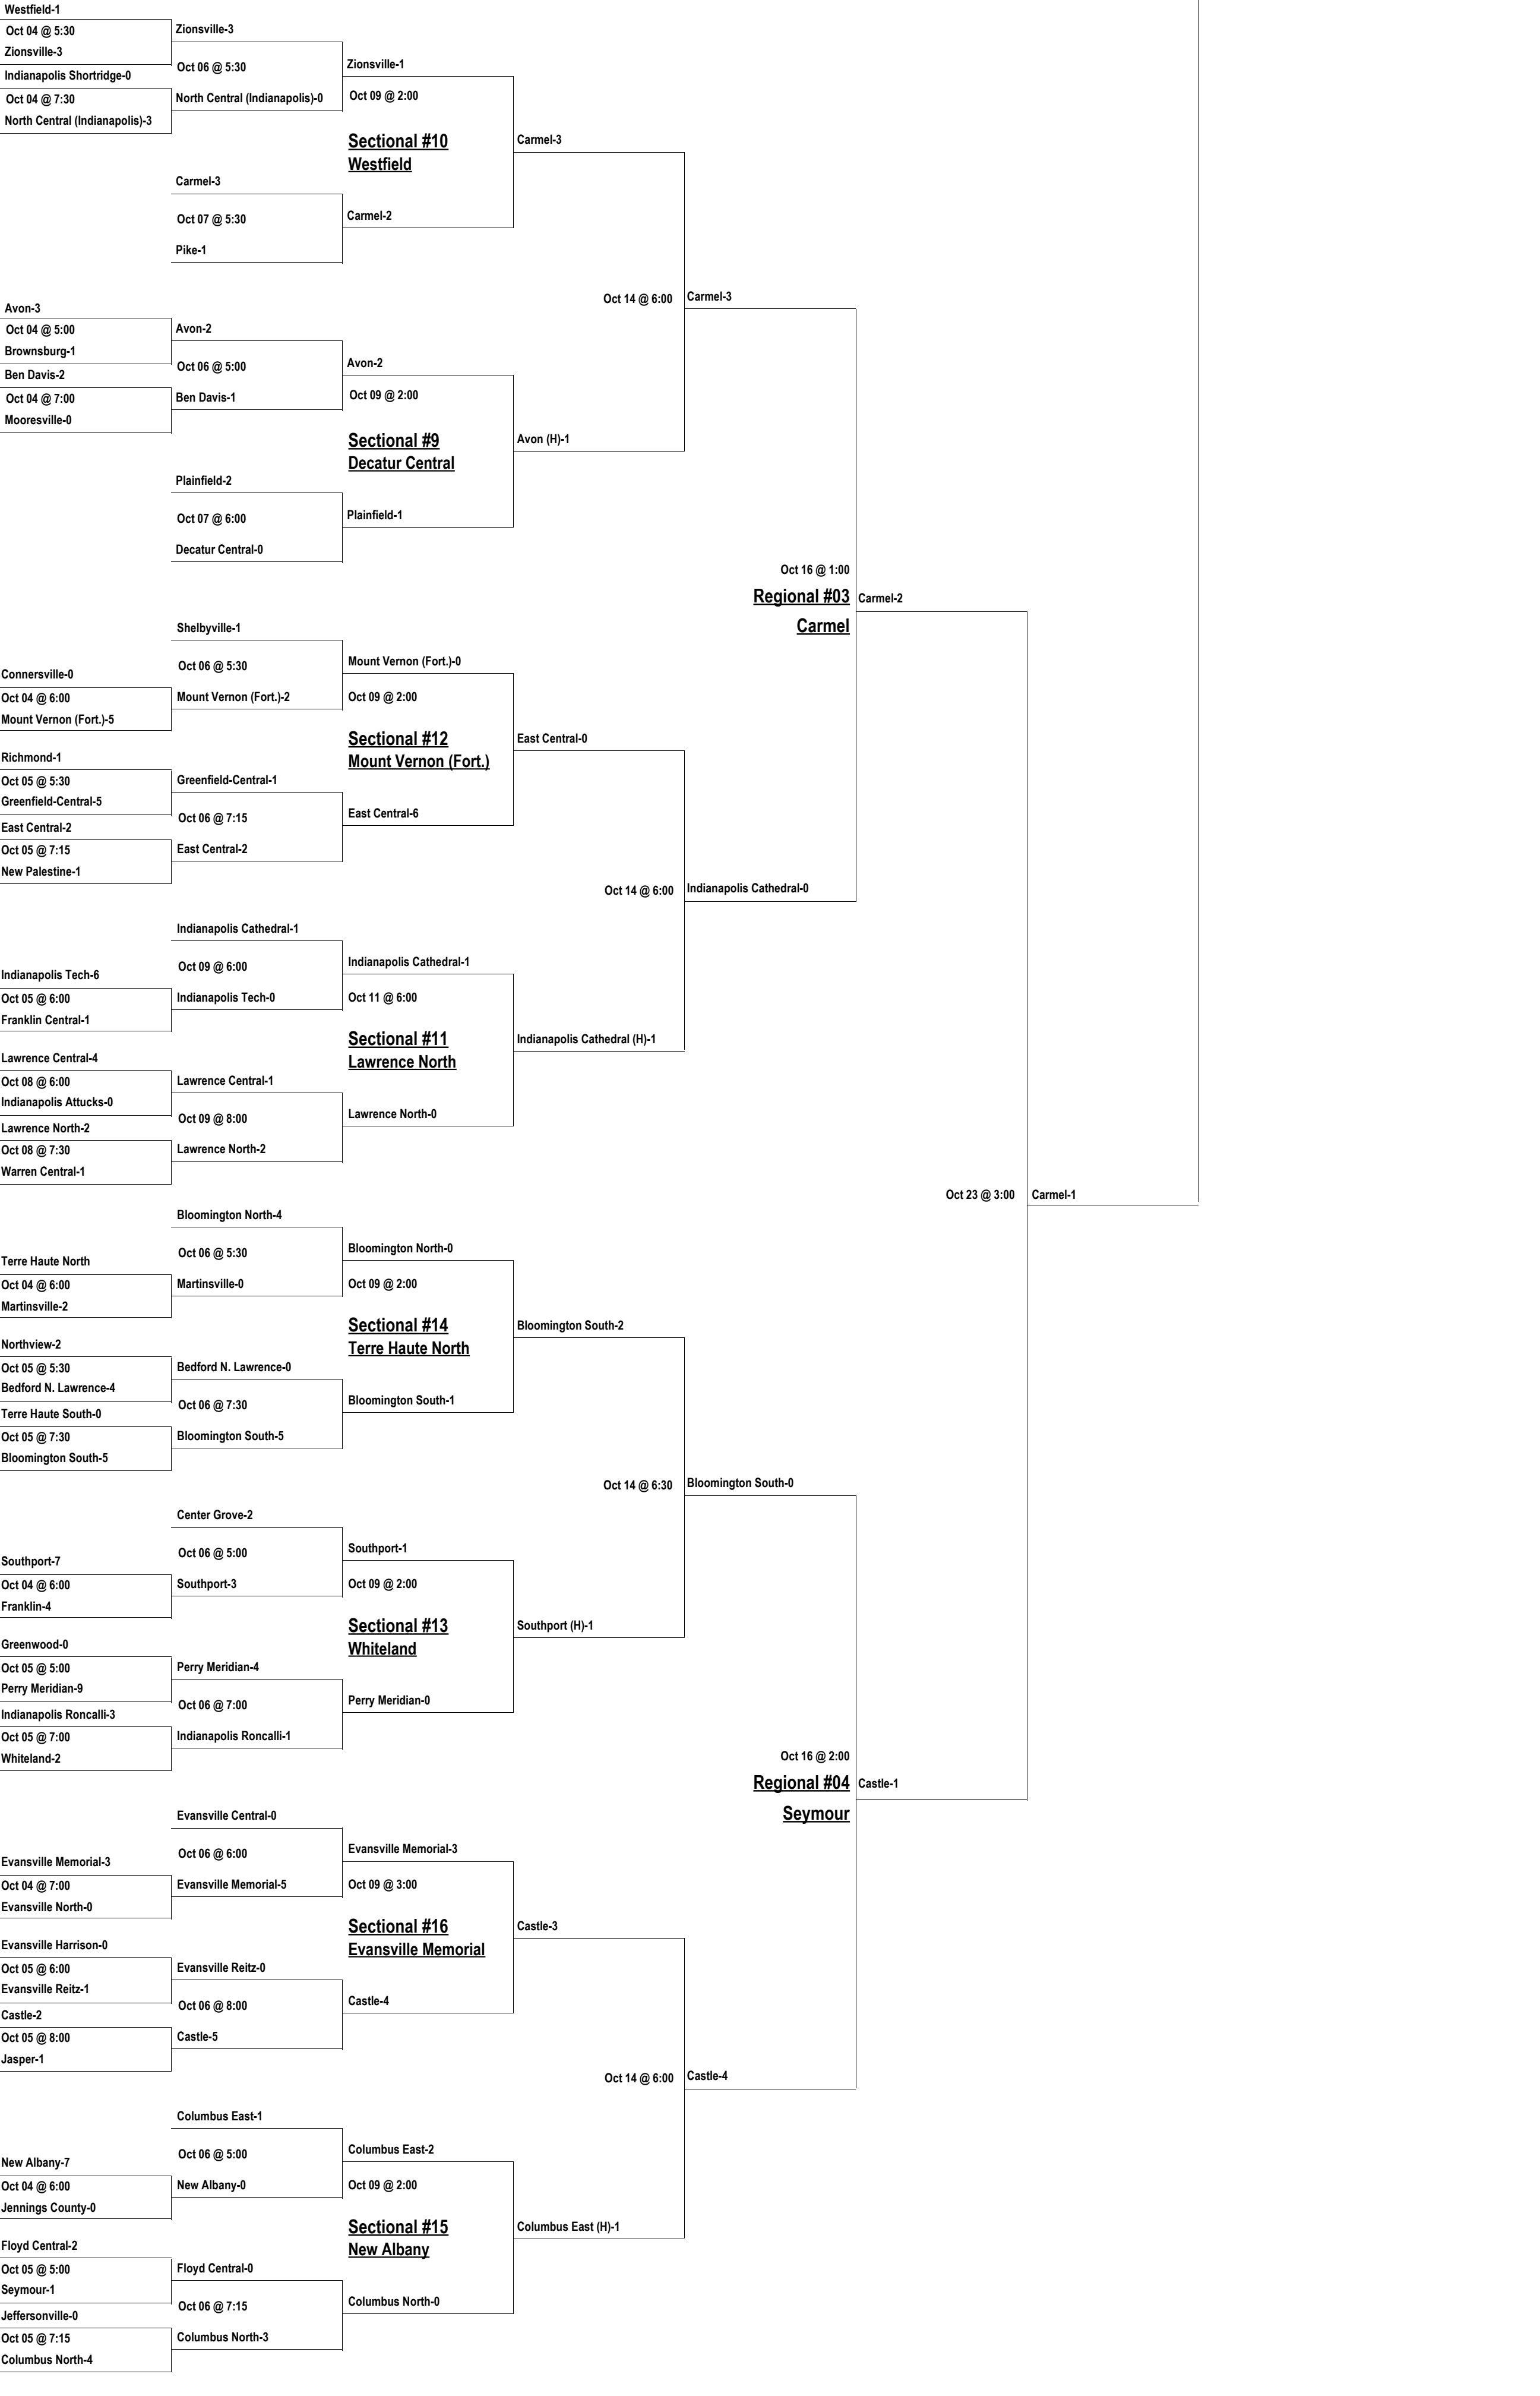 Westfield-1
Oct 04 @ 5:30
Zionsville-3
Indianapolis Shortridge-0
Oct 04 @ 7:30
North Central (Indianapolis)-3
Zionsville-3
Oct 06 @ 5:30
North Central (Indianapolis)-0
Zionsville-1
Oct 09 @ 2:00
Sectional #10
Westfield
Carmel-3
Carmel-3
Oct 07 @ 5:30
Pike-1
Carmel-2
Oct 14 @ 6:00
Carmel-3
Avon-3
Oct 04 @ 5:00
Brownsburg-1
Ben Davis-2
Oct 04 @ 7:00
Mooresville-0
Avon-2
Oct 06 @ 5:00
Ben Davis-1
Avon-2
Oct 09 @ 2:00
Sectional #9
Decatur Central
Avon (H)-1
Plainfield-2
Oct 07 @ 6:00
Decatur Central-0
Plainfield-1
Oct 16 @ 1:00
Regional #03
Carmel
Carmel-2
Shelbyville-1
Oct 06 @ 5:30
Mount Vernon (Fort.)-2
Connersville-0
Oct 04 @ 6:00
Mount Vernon (Fort.)-5
Mount Vernon (Fort.)-0
Oct 09 @ 2:00
Sectional #12
Mount Vernon (Fort.)
East Central-0
Richmond-1
Oct 05 @ 5:30
Greenfield-Central-5
East Central-2
Oct 05 @ 7:15
New Palestine-1
Greenfield-Central-1
Oct 06 @ 7:15
East Central-2
East Central-6
Oct 14 @ 6:00
Indianapolis Cathedral-0
Indianapolis Cathedral-1
Oct 09 @ 6:00
Indianapolis Tech-0
Indianapolis Tech-6
Oct 05 @ 6:00
Franklin Central-1
Indianapolis Cathedral-1
Oct 11 @ 6:00
Sectional #11
Lawrence North
Indianapolis Cathedral (H)-1
Lawrence Central-4
Oct 08 @ 6:00
Indianapolis Attucks-0
Lawrence North-2
Oct 08 @ 7:30
Warren Central-1
Lawrence Central-1
Oct 09 @ 8:00
Lawrence North-2
Lawrence North-0
Oct 23 @ 3:00
Carmel-1
Bloomington North-4
Oct 06 @ 5:30
Martinsville-0
Terre Haute North
Oct 04 @ 6:00
Martinsville-2
Bloomington North-0
Oct 09 @ 2:00
Sectional #14
Terre Haute North
Bloomington South-2
Northview-2
Oct 05 @ 5:30
Bedford N. Lawrence-4
Terre Haute South-0
Oct 05 @ 7:30
Bloomington South-5
Bedford N. Lawrence-0
Oct 06 @ 7:30
Bloomington South-5
Bloomington South-1
Oct 14 @ 6:30
Bloomington South-0
Center Grove-2
Oct 06 @ 5:00
Southport-3
Southport-7
Oct 04 @ 6:00
Franklin-4
Southport-1
Oct 09 @ 2:00
Sectional #13
Whiteland
Southport (H)-1
Greenwood-0
Oct 05 @ 5:00
Perry Meridian-9
Indianapolis Roncalli-3
Oct 05 @ 7:00
Whiteland-2
Perry Meridian-4
Oct 06 @ 7:00
Indianapolis Roncalli-1
Perry Meridian-0
Oct 16 @ 2:00
Regional #04
Seymour
Castle-1
Evansville Central-0
Oct 06 @ 6:00
Evansville Memorial-5
Evansville Memorial-3
Oct 04 @ 7:00
Evansville North-0
Evansville Memorial-3
Oct 09 @ 3:00
Sectional #16
Evansville Memorial
Castle-3
Evansville Harrison-0
Oct 05 @ 6:00
Evansville Reitz-1
Castle-2
Oct 05 @ 8:00
Jasper-1
Evansville Reitz-0
Oct 06 @ 8:00
Castle-5
Castle-4
Oct 14 @ 6:00
Castle-4
Columbus East-1
Oct 06 @ 5:00
New Albany-0
New Albany-7
Oct 04 @ 6:00
Jennings County-0
Columbus East-2
Oct 09 @ 2:00
Sectional #15
New Albany
Columbus East (H)-1
Floyd Central-2
Oct 05 @ 5:00
Seymour-1
Jeffersonville-0
Oct 05 @ 7:15
Columbus North-4
Floyd Central-0
Oct 06 @ 7:15
Columbus North-3
Columbus North-0